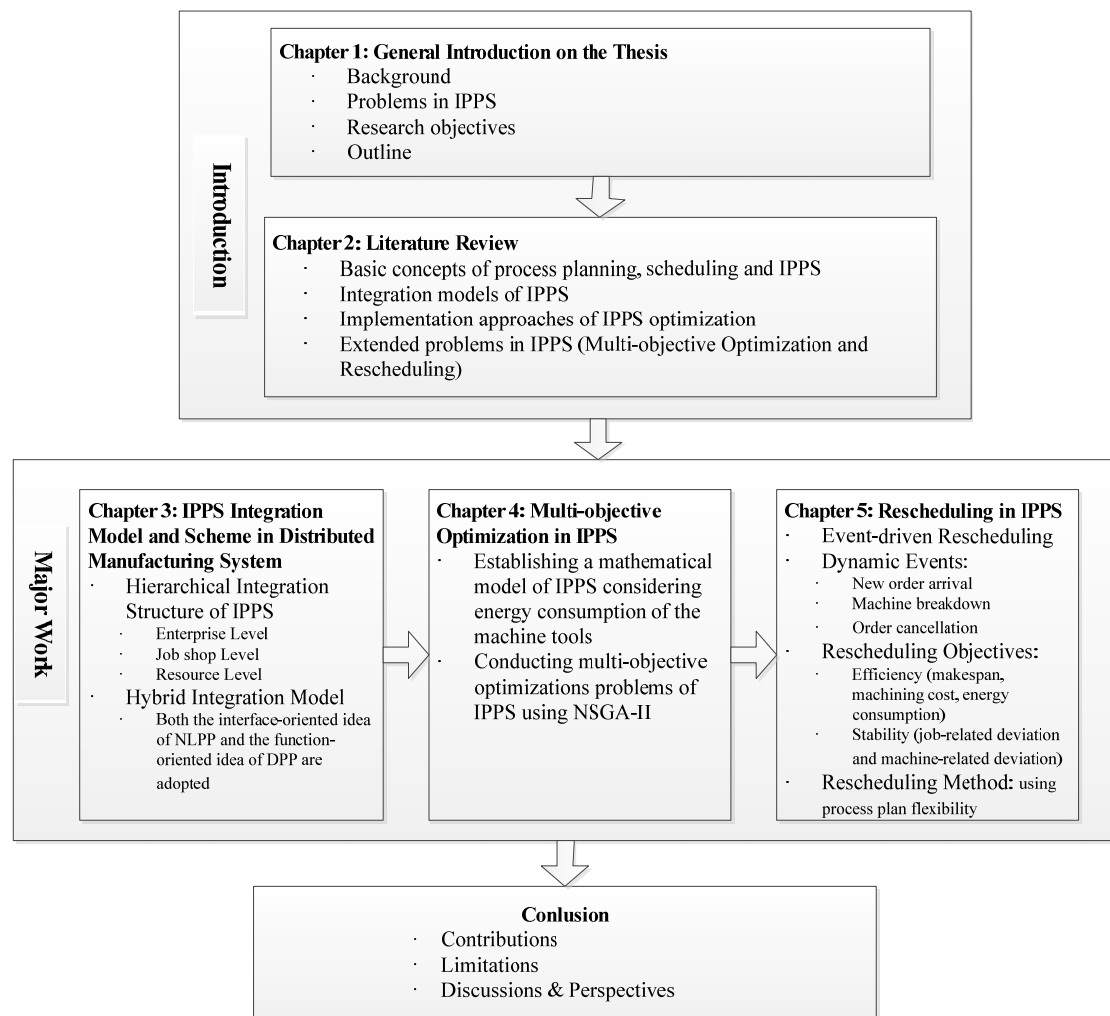 Introduction
Chapter 1: General Introduction on the Thesis
· Background
· Problems in IPPS
· Research objectives
· Outline
Chapter 2: Literature Review
· Basic concepts of process planning, scheduling and IPPS
· Integration models of IPPS
· Implementation approaches of IPPS optimization
· Extended problems in IPPS (Multi-objective Optimization and
Rescheduling)
Major Work
Chapter 3: IPPS Integration
Model and Scheme in Distributed
Manufacturing System
· Hierarchical Integration
Structure of IPPS
· Enterprise Level
· Job shop Level
· Resource Level
· Hybrid Integration Model
· Both the interface-oriented idea
of NLPP and the function-
oriented idea of DPP are
adopted
Chapter 4: Multi-objective
Optimization in IPPS
· Establishing a mathematical
model of IPPS considering
energy consumption of the
machine tools
· Conducting multi-objective
optimizations problems of
IPPS using NSGA-II
Chapter 5: Rescheduling in IPPS
· Event-driven Rescheduling
· Dynamic Events:
· New order arrival
· Machine breakdown
· Order cancellation
· Rescheduling Objectives:
· Efficiency (makespan,
machining cost, energy
consumption)
· Stability (job-related deviation
and machine-related deviation)
· Rescheduling Method: using
process plan flexibility
Conlusion
· Contributions
· Limitations
· Discussions & Perspectives